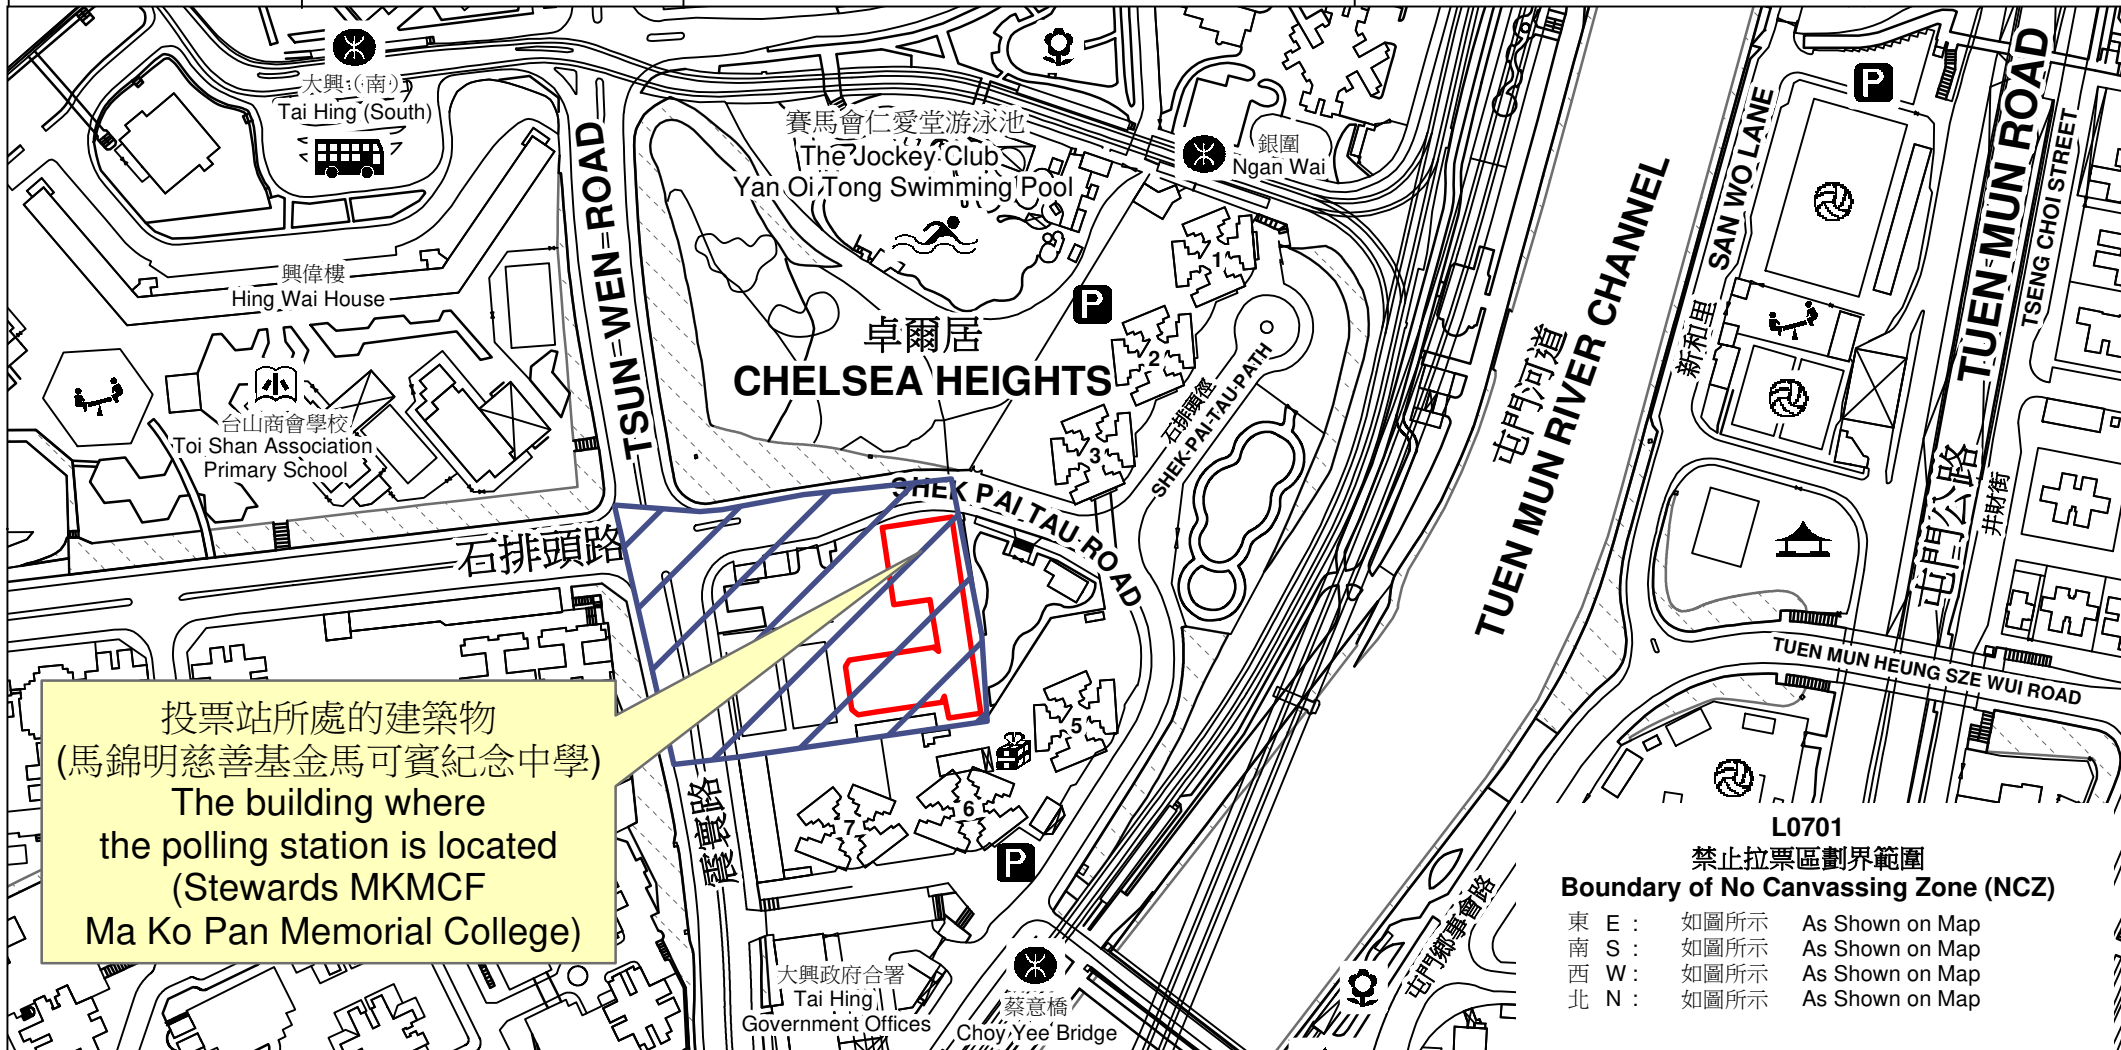 大興(南)
Tai Hing (South)
賽馬會仁愛堂游泳池
The Jockey Club
Yan Oi Tong Swimming Pool
銀圍
Ngan Wai
P
P
TSUN WEN ROAD
SAN WO LANE
新和里
TUEN MUN ROAD
屯門公路
TSENG CHOI STREET
井財街
興偉樓
Hing Wai House
台山商會學校
Toi Shan Association
Primary School
卓爾居
CHELSEA HEIGHTS
1
2
3
石排頭徑
SHEK PAI TAU PATH
屯門河道
TUEN MUN RIVER CHANNEL
石排頭路
SHEK PAI TAU ROAD
TUEN MUN HEUNG SZE WUI ROAD
投票站所處的建築物
(馬錦明慈善基金馬可賓紀念中學)
The building where
the polling station is located
(Stewards MKMCF
Ma Ko Pan Memorial College)
5
6
7
P
震寰路
大興政府合署
Tai Hing
Government Offices
蔡意橋
Choy Yee Bridge
屯門鄉事會路
L0701
禁止拉票區劃界範圍
Boundary of No Canvassing Zone (NCZ)
東 E : 如圖所示 As Shown on Map
南 S : 如圖所示 As Shown on Map
西 W : 如圖所示 As Shown on Map
北 N : 如圖所示 As Shown on Map